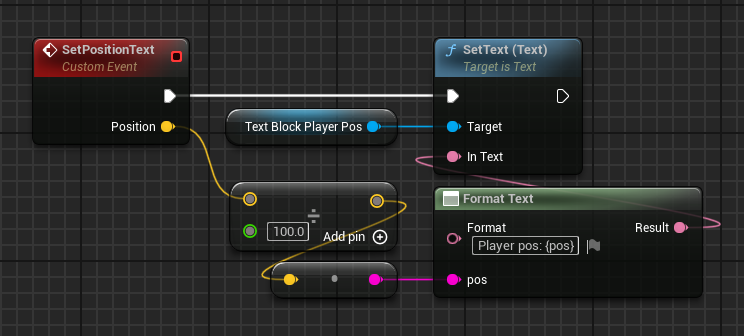 SetPositionText
Custom Event
Position
SetText (Text)
Target is Text
Text Block Player Pos
Target
In Text
÷
100.0
Add pin
Format Text
Format
Player pos: {pos}
Result
pos